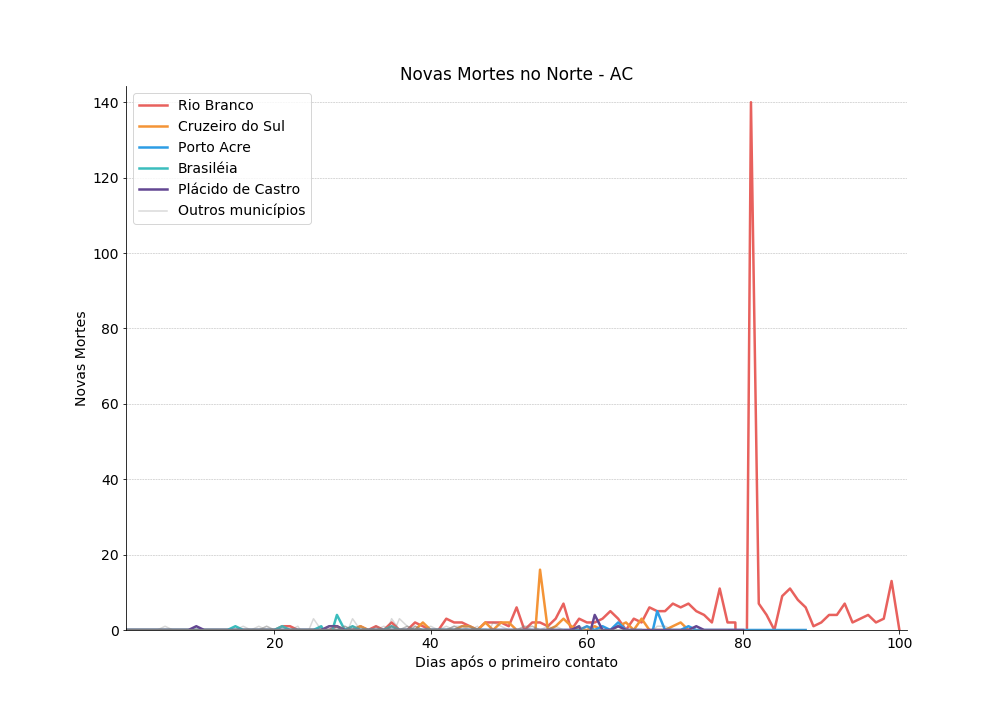 Novas Mortes no Norte - AC
Rio Branco
Cruzeiro do Sul
Porto Acre
Brasiléia
Plácido de Castro
Outros municípios
Novas Mortes
140
120
100
80
60
40
20
0
20
40
60
80
100
Dias após o primeiro contato